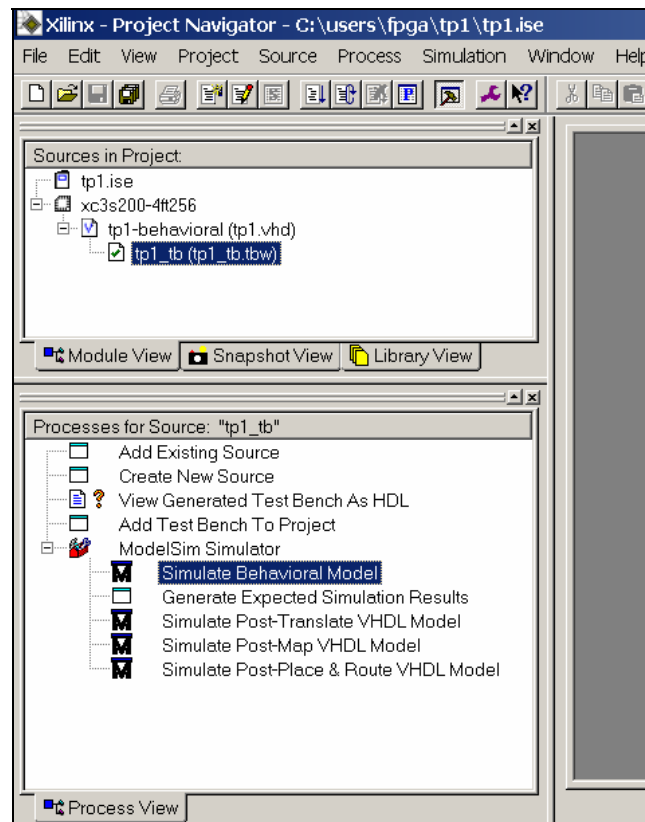 Xilinx - Project Navigator - C:\users\fpga\tp1\tp1.ise
File Edit View Project Source Process Simulation Window Help
Sources in Project:
tp1.ise
xc3s200-4ft256
tp1-behavioral (tp1.vhd)
tp1_tb (tp1_tb.tbw)
Module View Snapshot View Library View
Processes for Source: "tp1_tb"
Add Existing Source
Create New Source
View Generated Test Bench As HDL
Add Test Bench To Project
ModelSim Simulator
Simulate Behavioral Model
Generate Expected Simulation Results
Simulate Post-Translate VHDL Model
Simulate Post-Map VHDL Model
Simulate Post-Place & Route VHDL Model
Process View